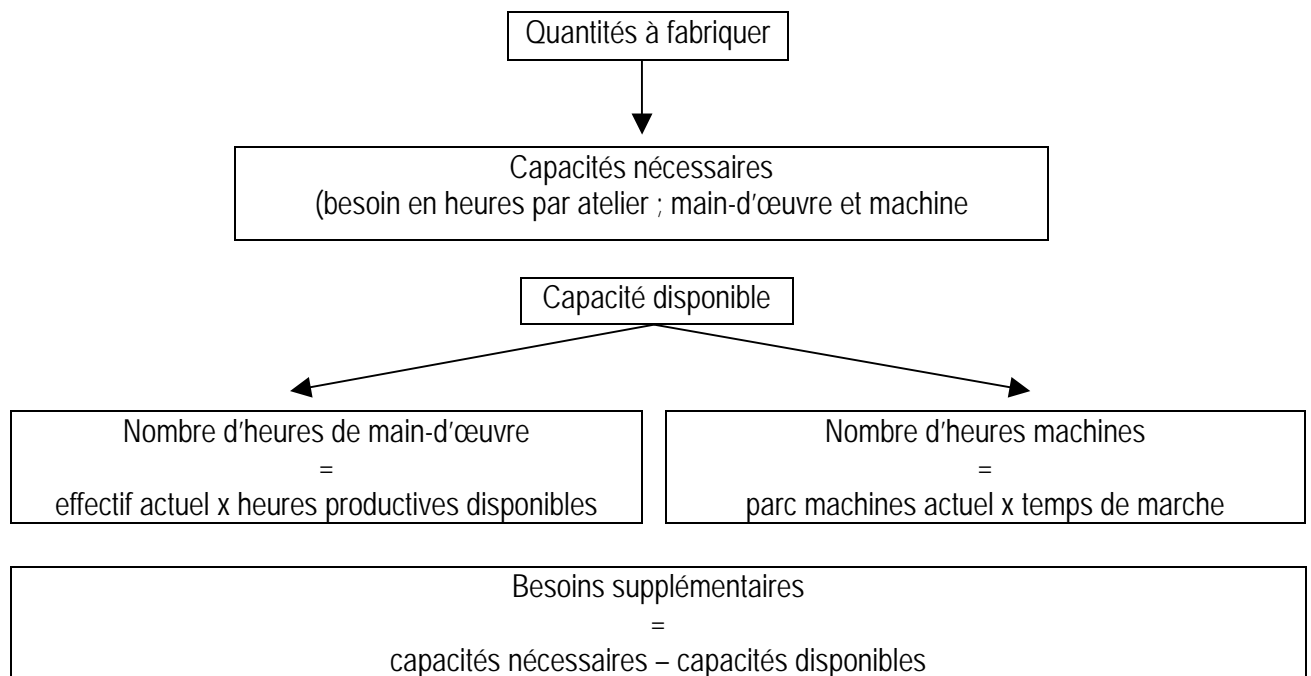 Quantités à fabriquer
Capacités nécessaires
(besoin en heures par atelier ; main-d'œuvre et machine
Capacité disponible
Nombre d'heures de main-d'œuvre
=
effectif actuel x heures productives disponibles
Nombre d'heures machines
=
parc machines actuel x temps de marche
Besoins supplémentaires
=
capacités nécessaires – capacités disponibles